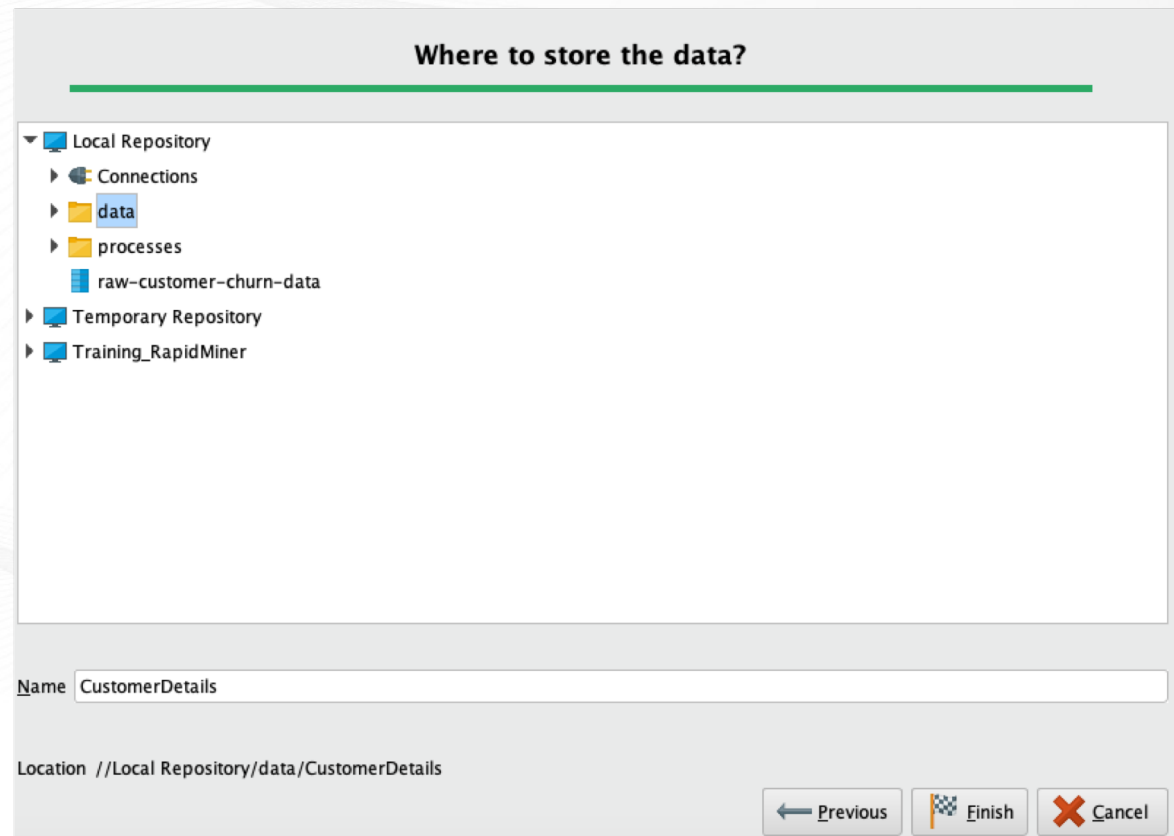 Where to store the data?
Local Repository
Connections
data
processes
raw-customer-churn-data
Temporary Repository
Training_RapidMiner
Name CustomerDetails
Location //Local Repository/data/CustomerDetails
Previous Finish Cancel